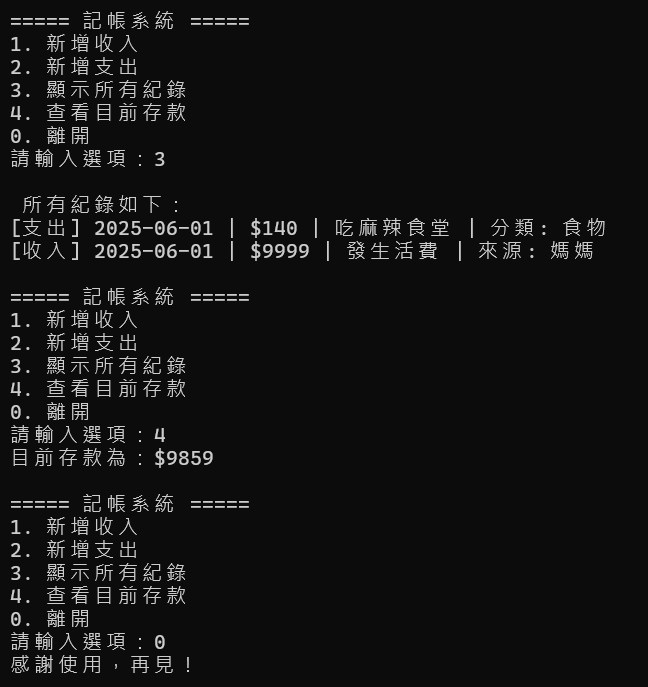 ===== 記帳系統 =====
1. 新增收入
2. 新增支出
3. 顯示所有紀錄
4. 查看目前存款
0. 離開
請輸入選項：3
所有紀錄如下：
[支出] 2025-06-01 | $140 | 吃麻辣食堂 | 分類: 食物
[收入] 2025-06-01 | $9999 | 發生活費 | 來源: 媽媽
===== 記帳系統 =====
1. 新增收入
2. 新增支出
3. 顯示所有紀錄
4. 查看目前存款
0. 離開
請輸入選項：4
目前存款為：$9859
===== 記帳系統 =====
1. 新增收入
2. 新增支出
3. 顯示所有紀錄
4. 查看目前存款
0. 離開
請輸入選項：0
感謝使用，再見！